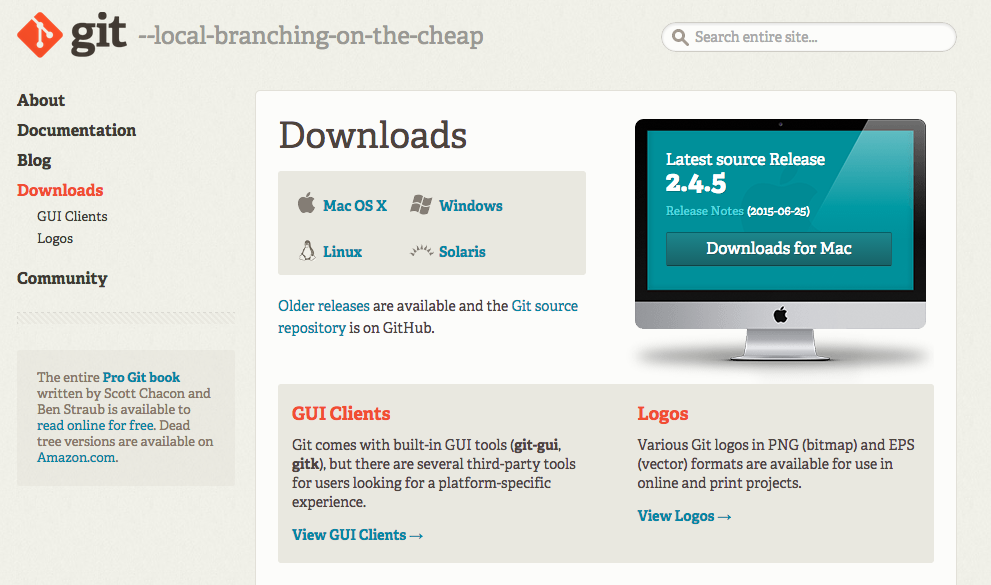 git --local-branching-on-the-cheap
Search entire site...
About
Documentation
Blog
Downloads
GUI Clients
Logos
Community
The entire Pro Git book
written by Scott Chacon and
Ben Straub is available to
read online for free. Dead
tree versions are available on
Amazon.com.
Downloads
Mac OS X
Windows
Linux
Solaris
Older releases are available and the Git source
repository is on GitHub.
Latest source Release
2.4.5
Release Notes (2015-06-25)
Downloads for Mac
GUI Clients
Git comes with built-in GUI tools (git-gui,
gitk), but there are several third-party tools
for users looking for a platform-specific
experience.
View GUI Clients →
Logos
Various Git logos in PNG (bitmap) and EPS
(vector) formats are available for use in
online and print projects.
View Logos →